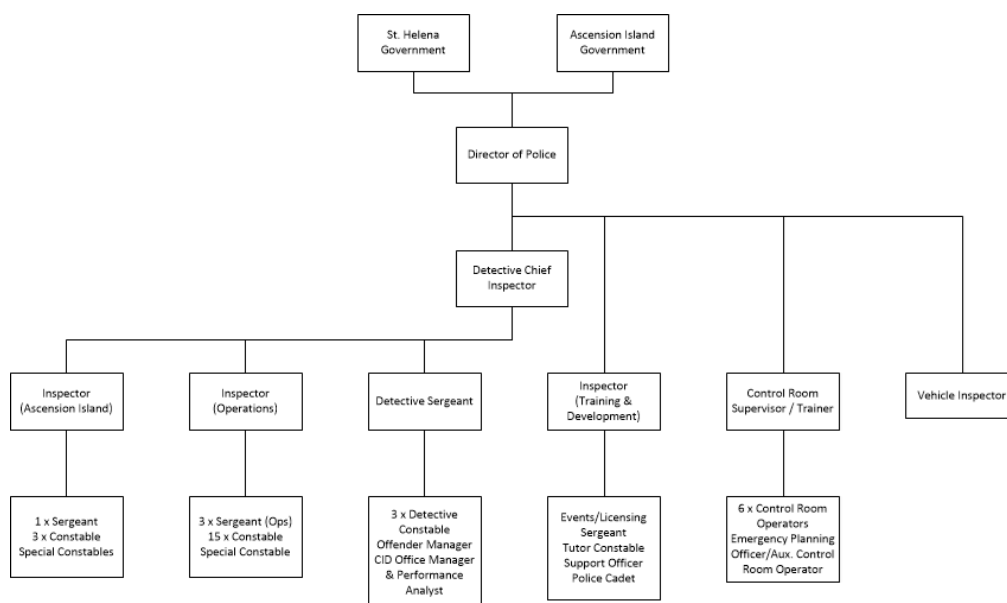 St. Helena
Government
Ascension Island
Government
Director of Police
Detective Chief
Inspector
Inspector
(Ascension Island)
Inspector
(Operations)
Detective Sergeant
Inspector
(Training &
Development)
Control Room
Supervisor / Trainer
Vehicle Inspector
1 x Sergeant
3 x Constable
Special Constables
3 x Sergeant (Ops)
15 x Constable
Special Constable
3 x Detective
Constable
Offender Manager
CID Office Manager
& Performance
Analyst
Events/Licensing
Sergeant
Tutor Constable
Support Officer
Police Cadet
6 x Control Room
Operators
Emergency Planning
Officer/Aux. Control
Room Operator